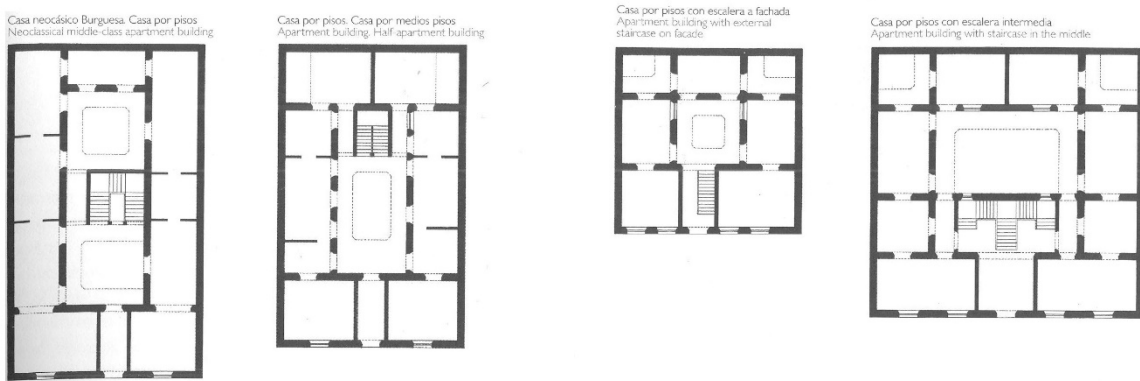 Casa neocásico Burguesa. Casa por pisos
Neoclassical middle-class apartment building
Casa por pisos. Casa por medios pisos
Apartment building. Half-apartment building
Casa por pisos con escalera a fachada
Apartment building with external
staircase on facade
Casa por pisos con escalera intermedia
Apartment building with staircase in the middle